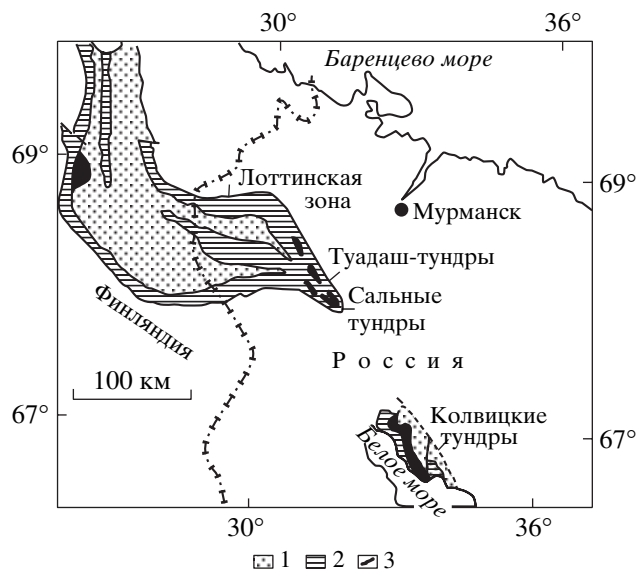 30°
36°
Баренцево море
69°
69°
Лоттинская
зона
Мурманск
Туадаш-тундры
Сальные
тундры
Финляндия
Россия
100 км
67°
67°
Колвицкие
тундры
Белое море
30°
36°
1
2
3